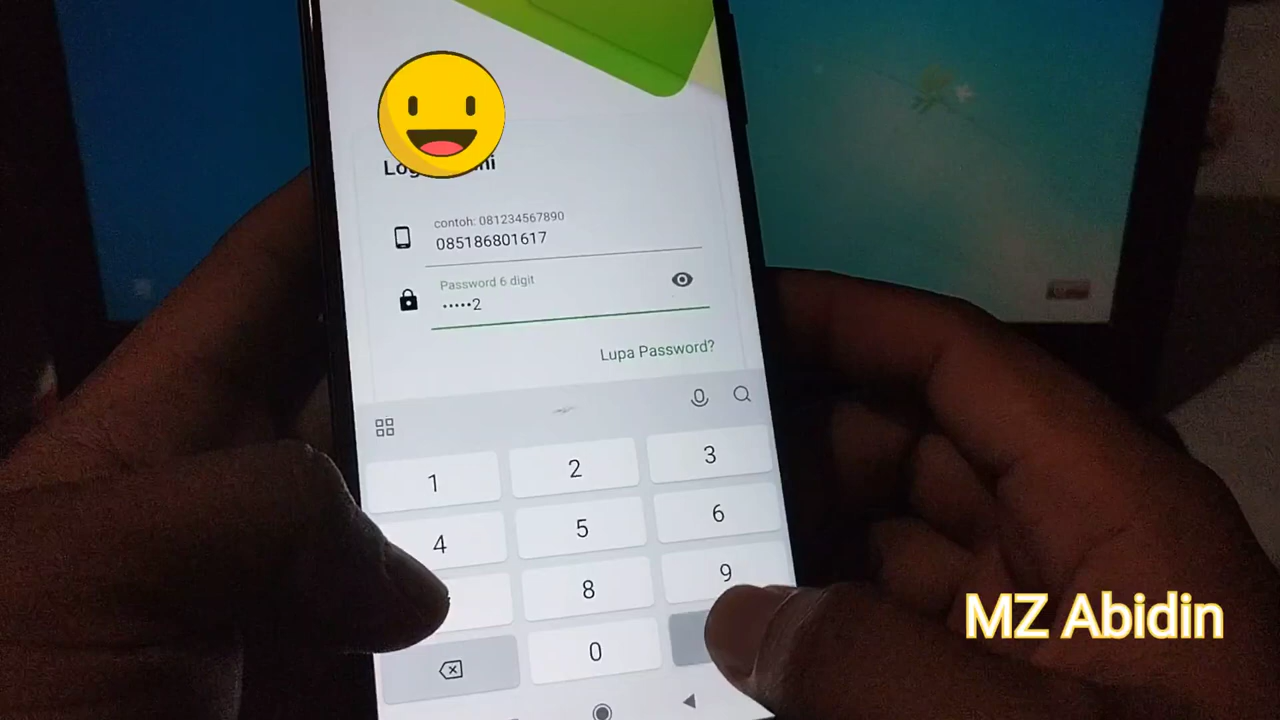 contoh: 081234567890
085186801617
Password 6 digit
•••••2
Lupa Password?
1 2 3
4 5 6
8 9
0
MZ Abidin